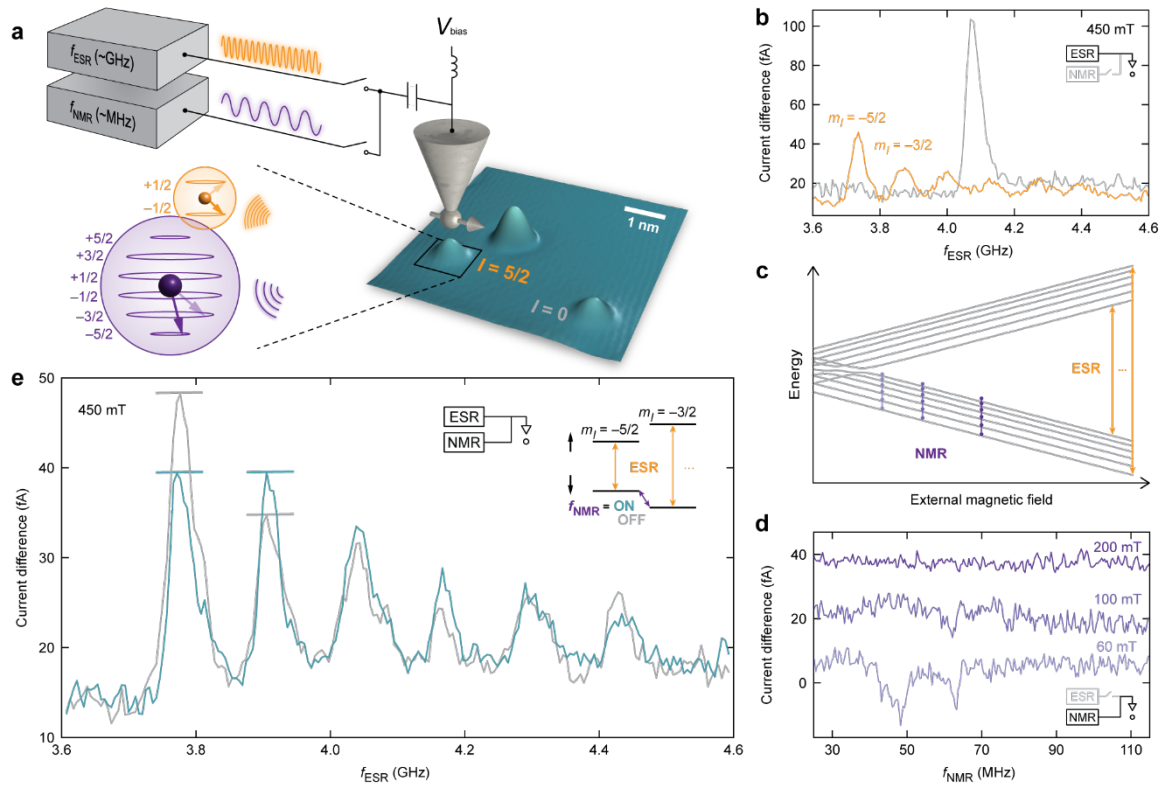 a
f_ESR (~GHz)
f_NMR (~MHz)
V_bias
+1/2
–1/2
+5/2
+3/2
+1/2
–1/2
–3/2
–5/2
1 nm
I = 5/2
I = 0
b
450 mT
ESR
NMR
m_I = –5/2
m_I = –3/2
Current difference (fA)
100
80
60
40
20
3.6
3.8
4.0
4.2
4.4
4.6
f_ESR (GHz)
c
Energy
ESR
...
NMR
External magnetic field
d
200 mT
100 mT
60 mT
ESR
NMR
Current difference (fA)
40
20
0
50
70
90
110
f_NMR (MHz)
e
450 mT
ESR
NMR
m_I = –5/2
m_I = –3/2
ESR
...
f_NMR = ON
OFF
Current difference (fA)
50
40
30
20
10
3.6
3.8
4.0
4.2
4.4
4.6
f_ESR (GHz)